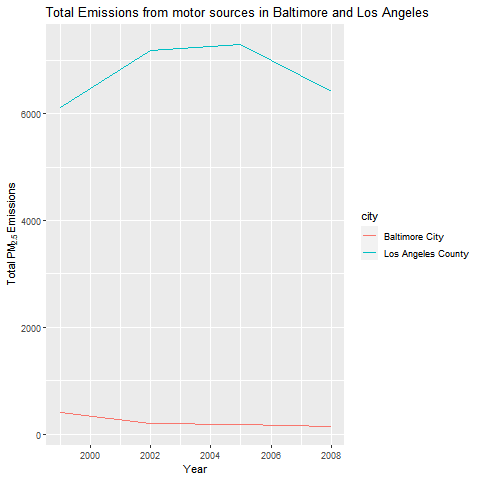 Total Emissions from motor sources in Baltimore and Los Angeles
Total PM2.5 Emissions
6000
4000
2000
0
2000
2002
2004
2006
2008
Year
city
Baltimore City
Los Angeles County